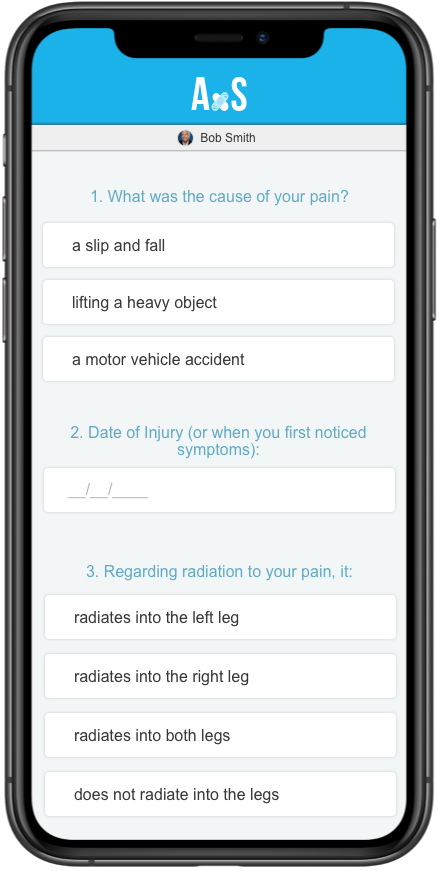 A S
Bob Smith
1. What was the cause of your pain?
a slip and fall
lifting a heavy object
a motor vehicle accident
2. Date of Injury (or when you first noticed
symptoms):
__/__/____
3. Regarding radiation to your pain, it:
radiates into the left leg
radiates into the right leg
radiates into both legs
does not radiate into the legs